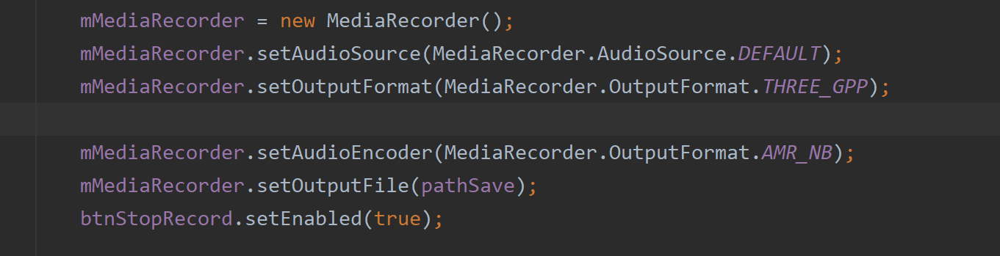 mMediaRecorder = new MediaRecorder();
mMediaRecorder.setAudioSource(MediaRecorder.AudioSource.DEFAULT);
mMediaRecorder.setOutputFormat(MediaRecorder.OutputFormat.THREE_GPP);
mMediaRecorder.setAudioEncoder(MediaRecorder.OutputFormat.AMR_NB);
mMediaRecorder.setOutputFile(pathSave);
btnStopRecord.setEnabled(true);